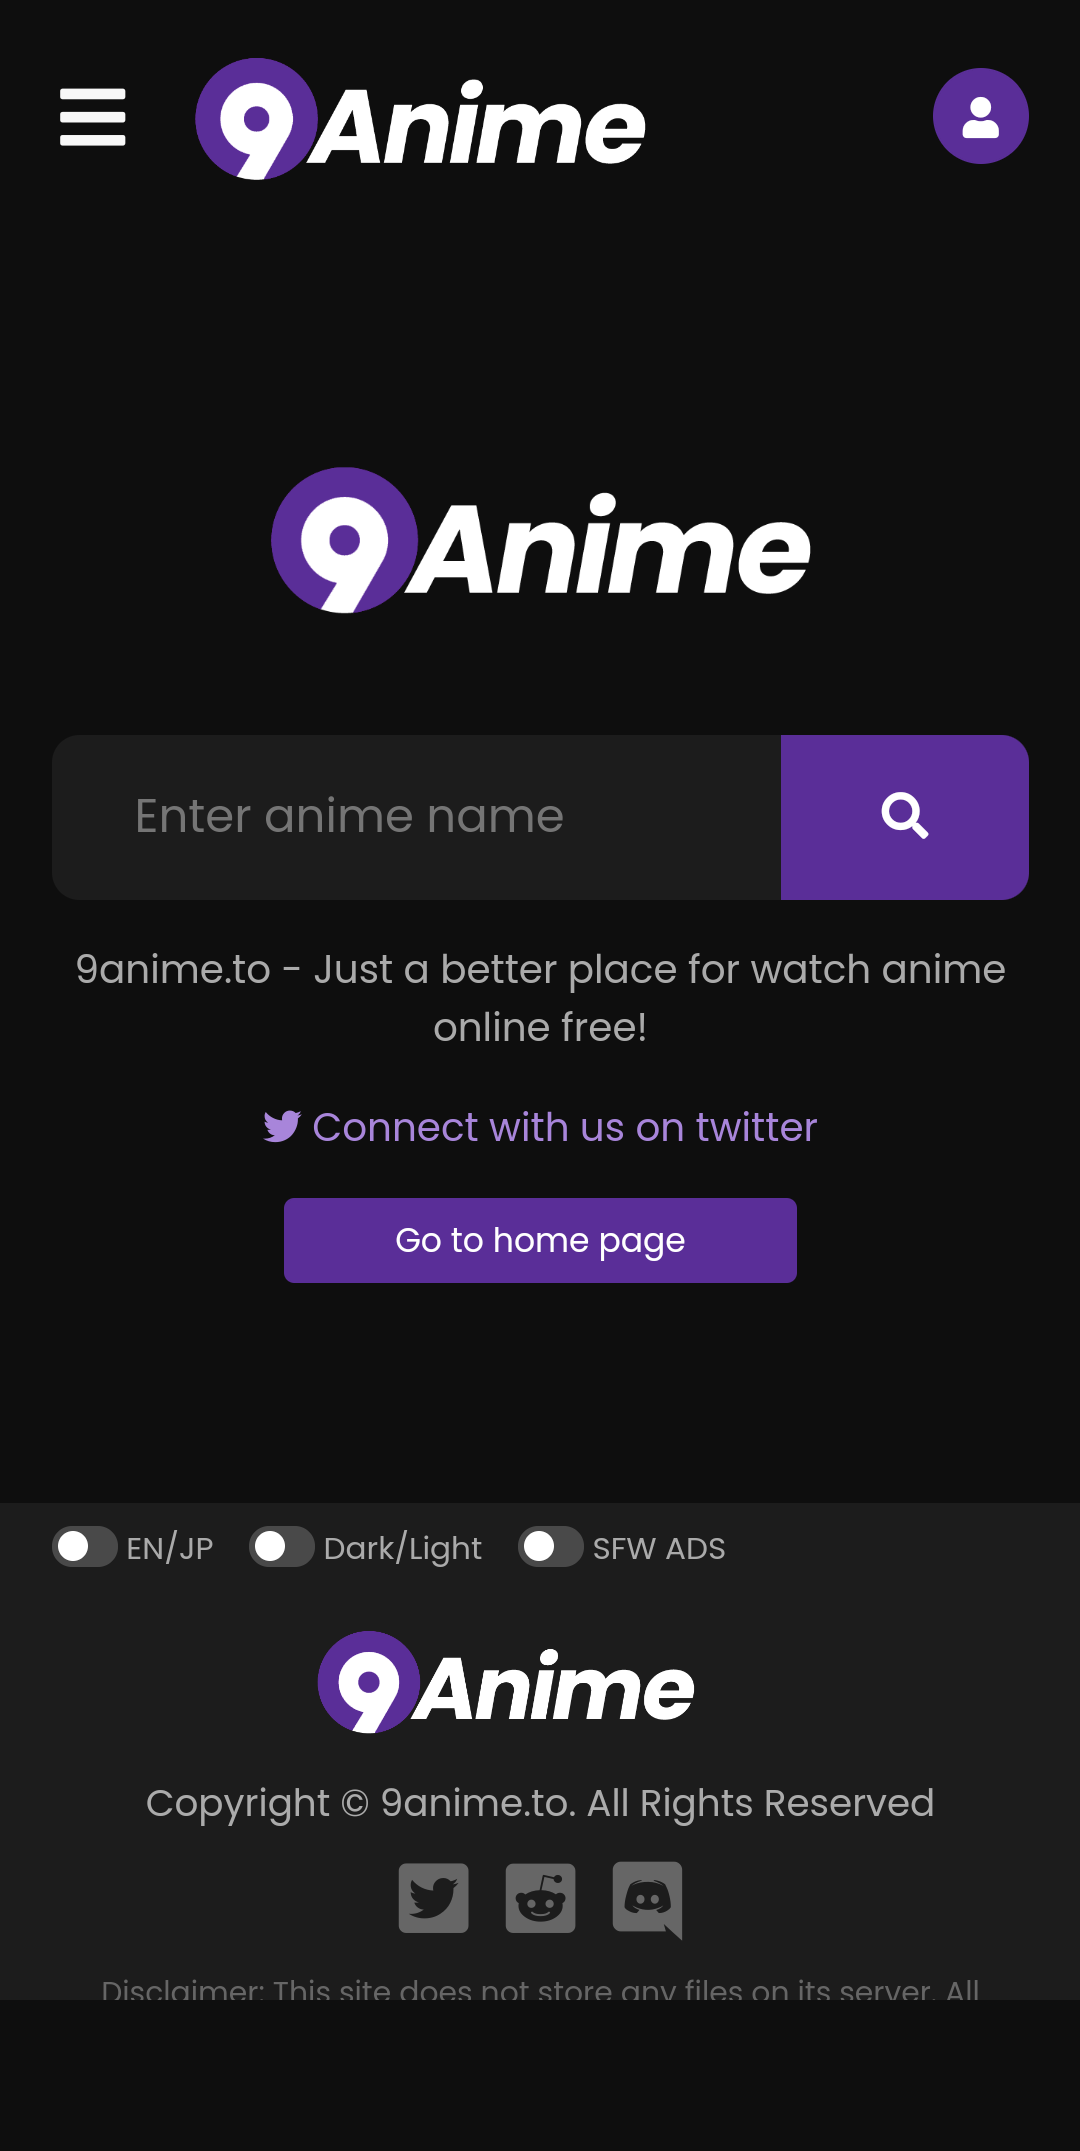 9Anime
9Anime
Enter anime name
9anime.to - Just a better place for watch anime
online free!
Connect with us on twitter
Go to home page
EN/JP Dark/Light SFW ADS
9Anime
Copyright © 9anime.to. All Rights Reserved
Disclaimer: This site does not store any files on its server. All